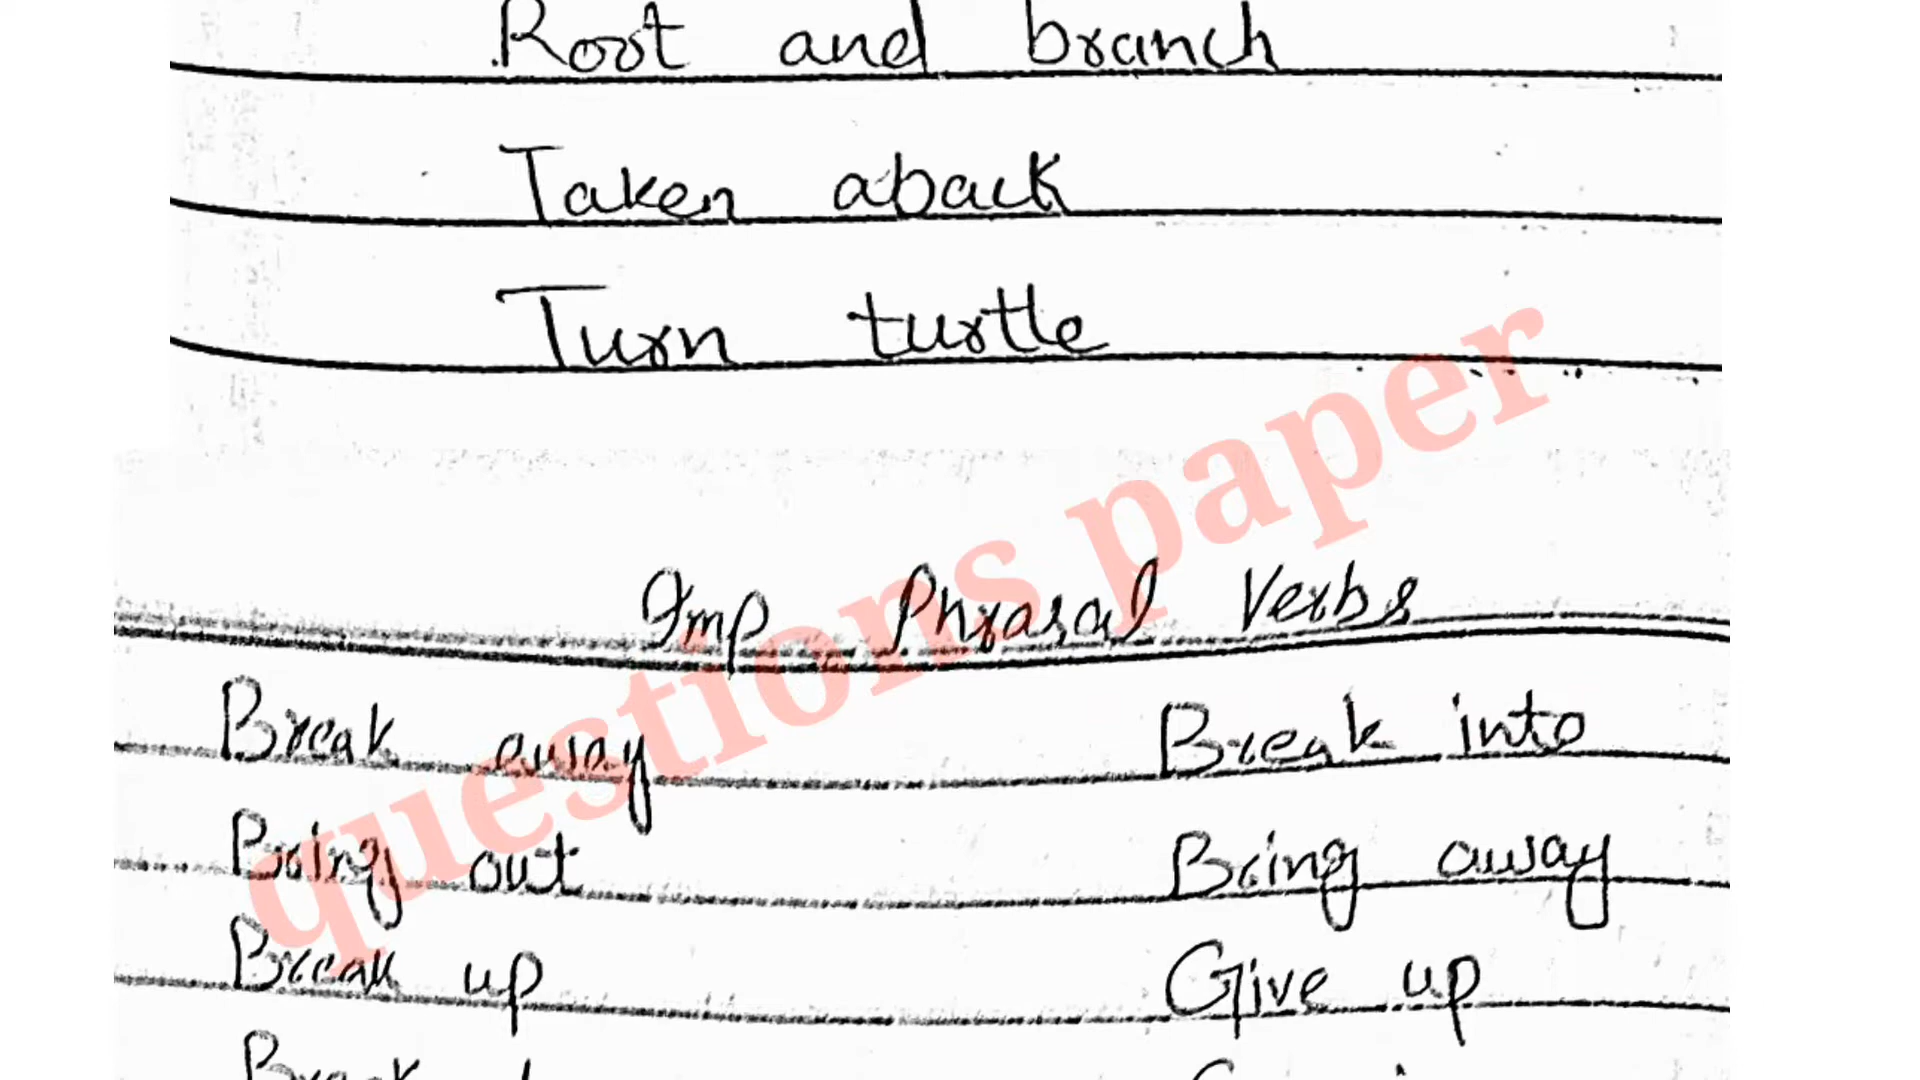 Root and branch
Taken aback
Turn turtle
Imp Phrasal Verbs
Break away Break into
Bring out Bring away
Break up Give up
Break
questions paper